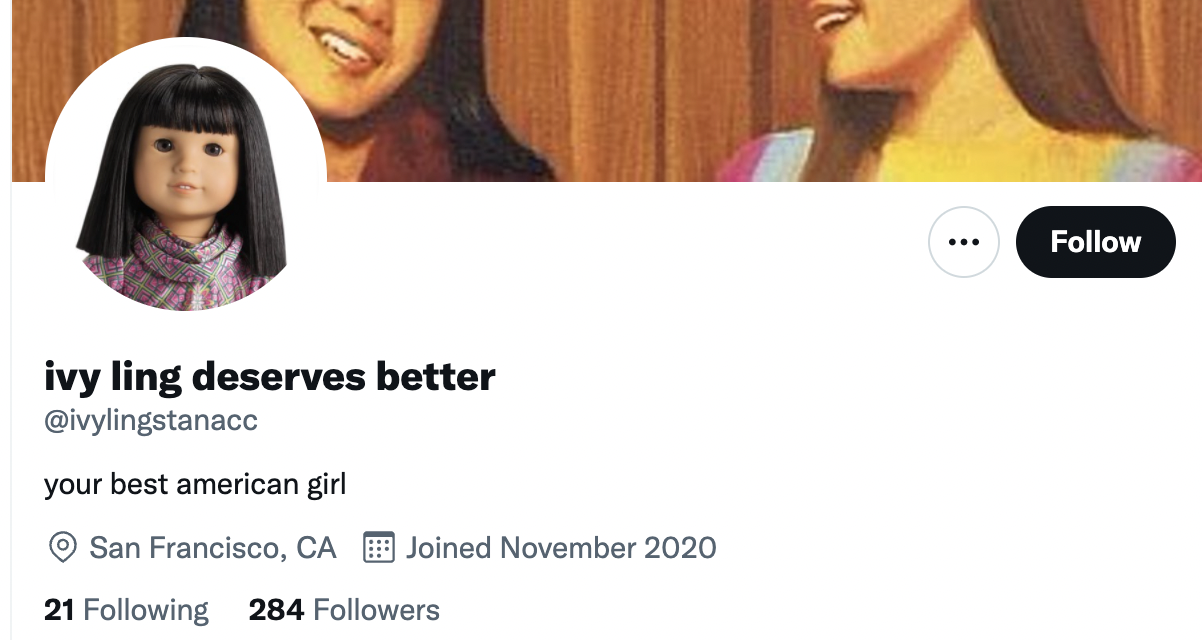 Follow
ivy ling deserves better
@ivylingstanacc
your best american girl
San Francisco, CA Joined November 2020
21 Following 284 Followers